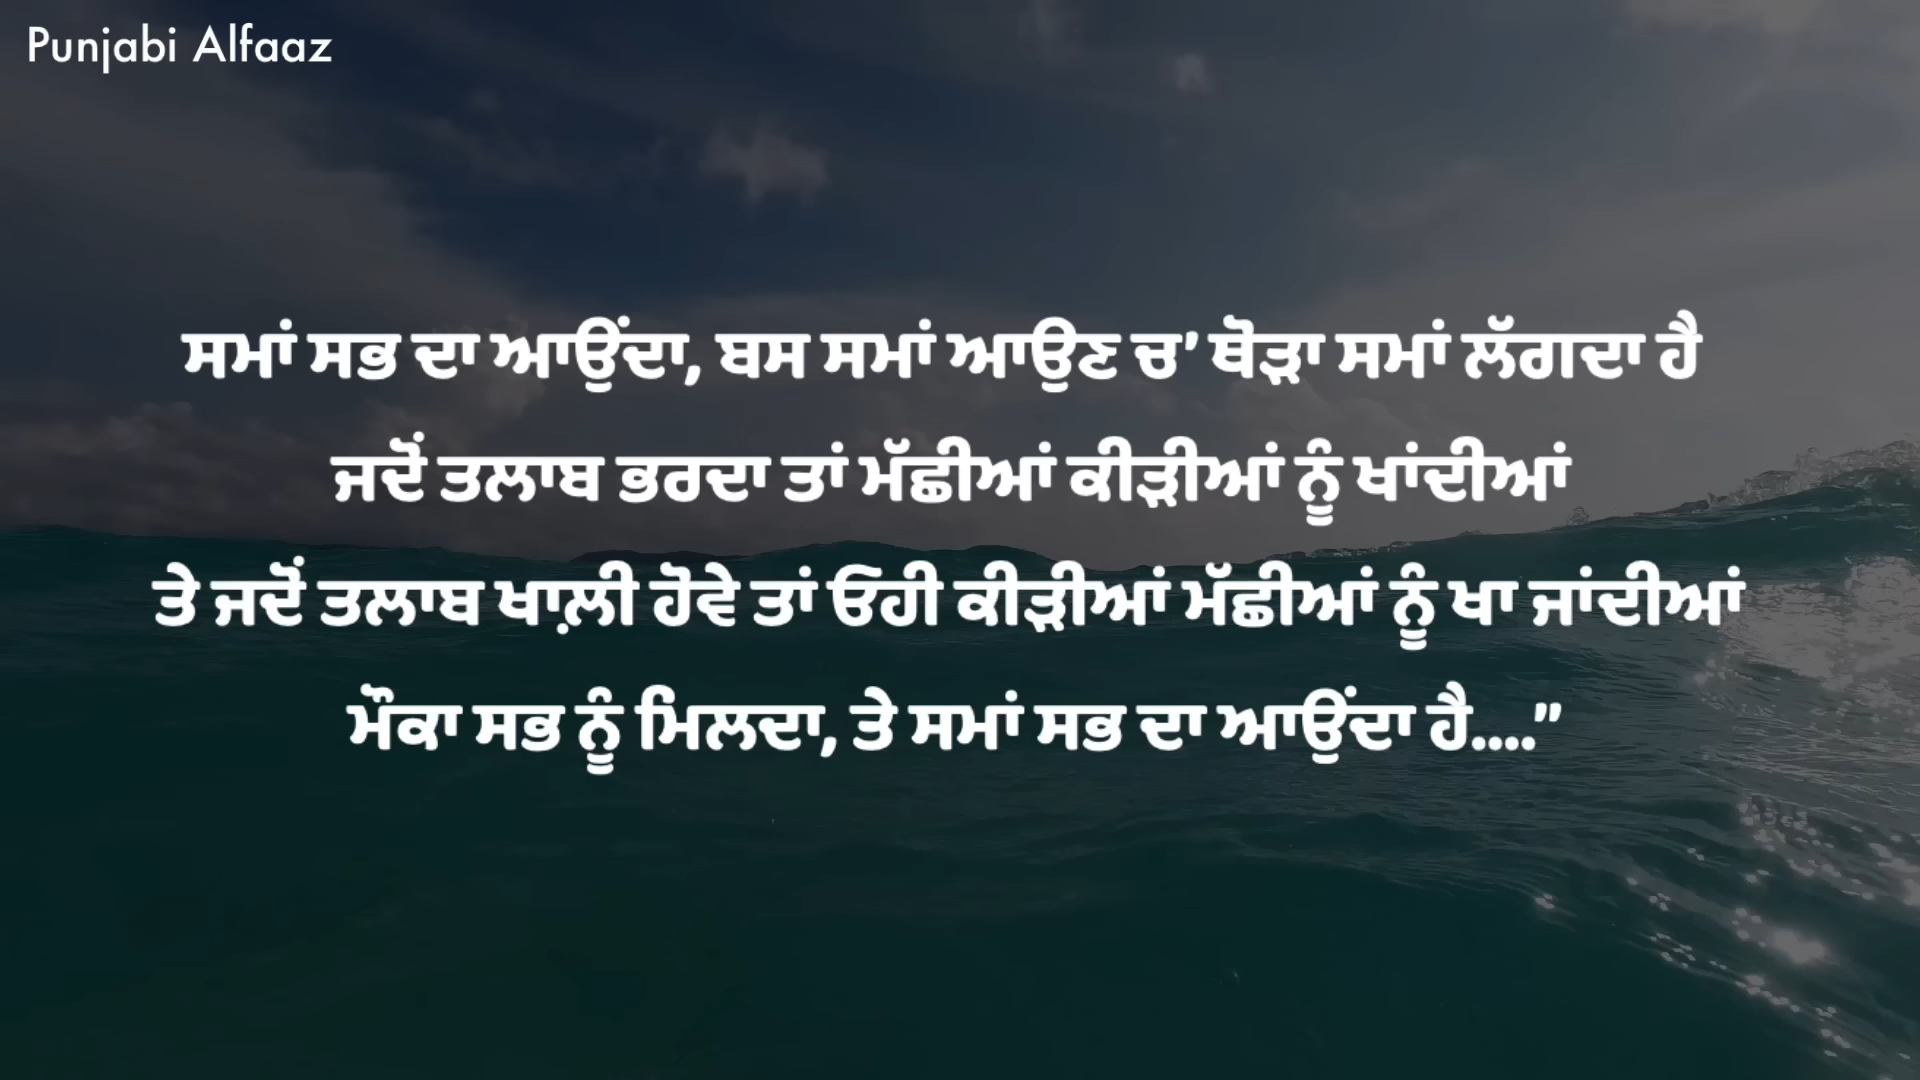 Punjabi Alfaaz
ਸਮਾਂ ਸਭ ਦਾ ਆਉਂਦਾ, ਬਸ ਸਮਾਂ ਆਉਣ ਚ’ ਥੋੜਾ ਸਮਾਂ ਲੱਗਦਾ ਹੈ
ਜਦੋਂ ਤਲਾਬ ਭਰਦਾ ਤਾਂ ਮੱਛੀਆਂ ਕੀੜੀਆਂ ਨੂੰ ਖਾਂਦੀਆਂ
ਤੇ ਜਦੋਂ ਤਲਾਬ ਖਾਲ਼ੀ ਹੋਵੇ ਤਾਂ ਓਹੀ ਕੀੜੀਆਂ ਮੱਛੀਆਂ ਨੂੰ ਖਾ ਜਾਂਦੀਆਂ
ਮੌਕਾ ਸਭ ਨੂੰ ਮਿਲਦਾ, ਤੇ ਸਮਾਂ ਸਭ ਦਾ ਆਉਂਦਾ ਹੈ....”